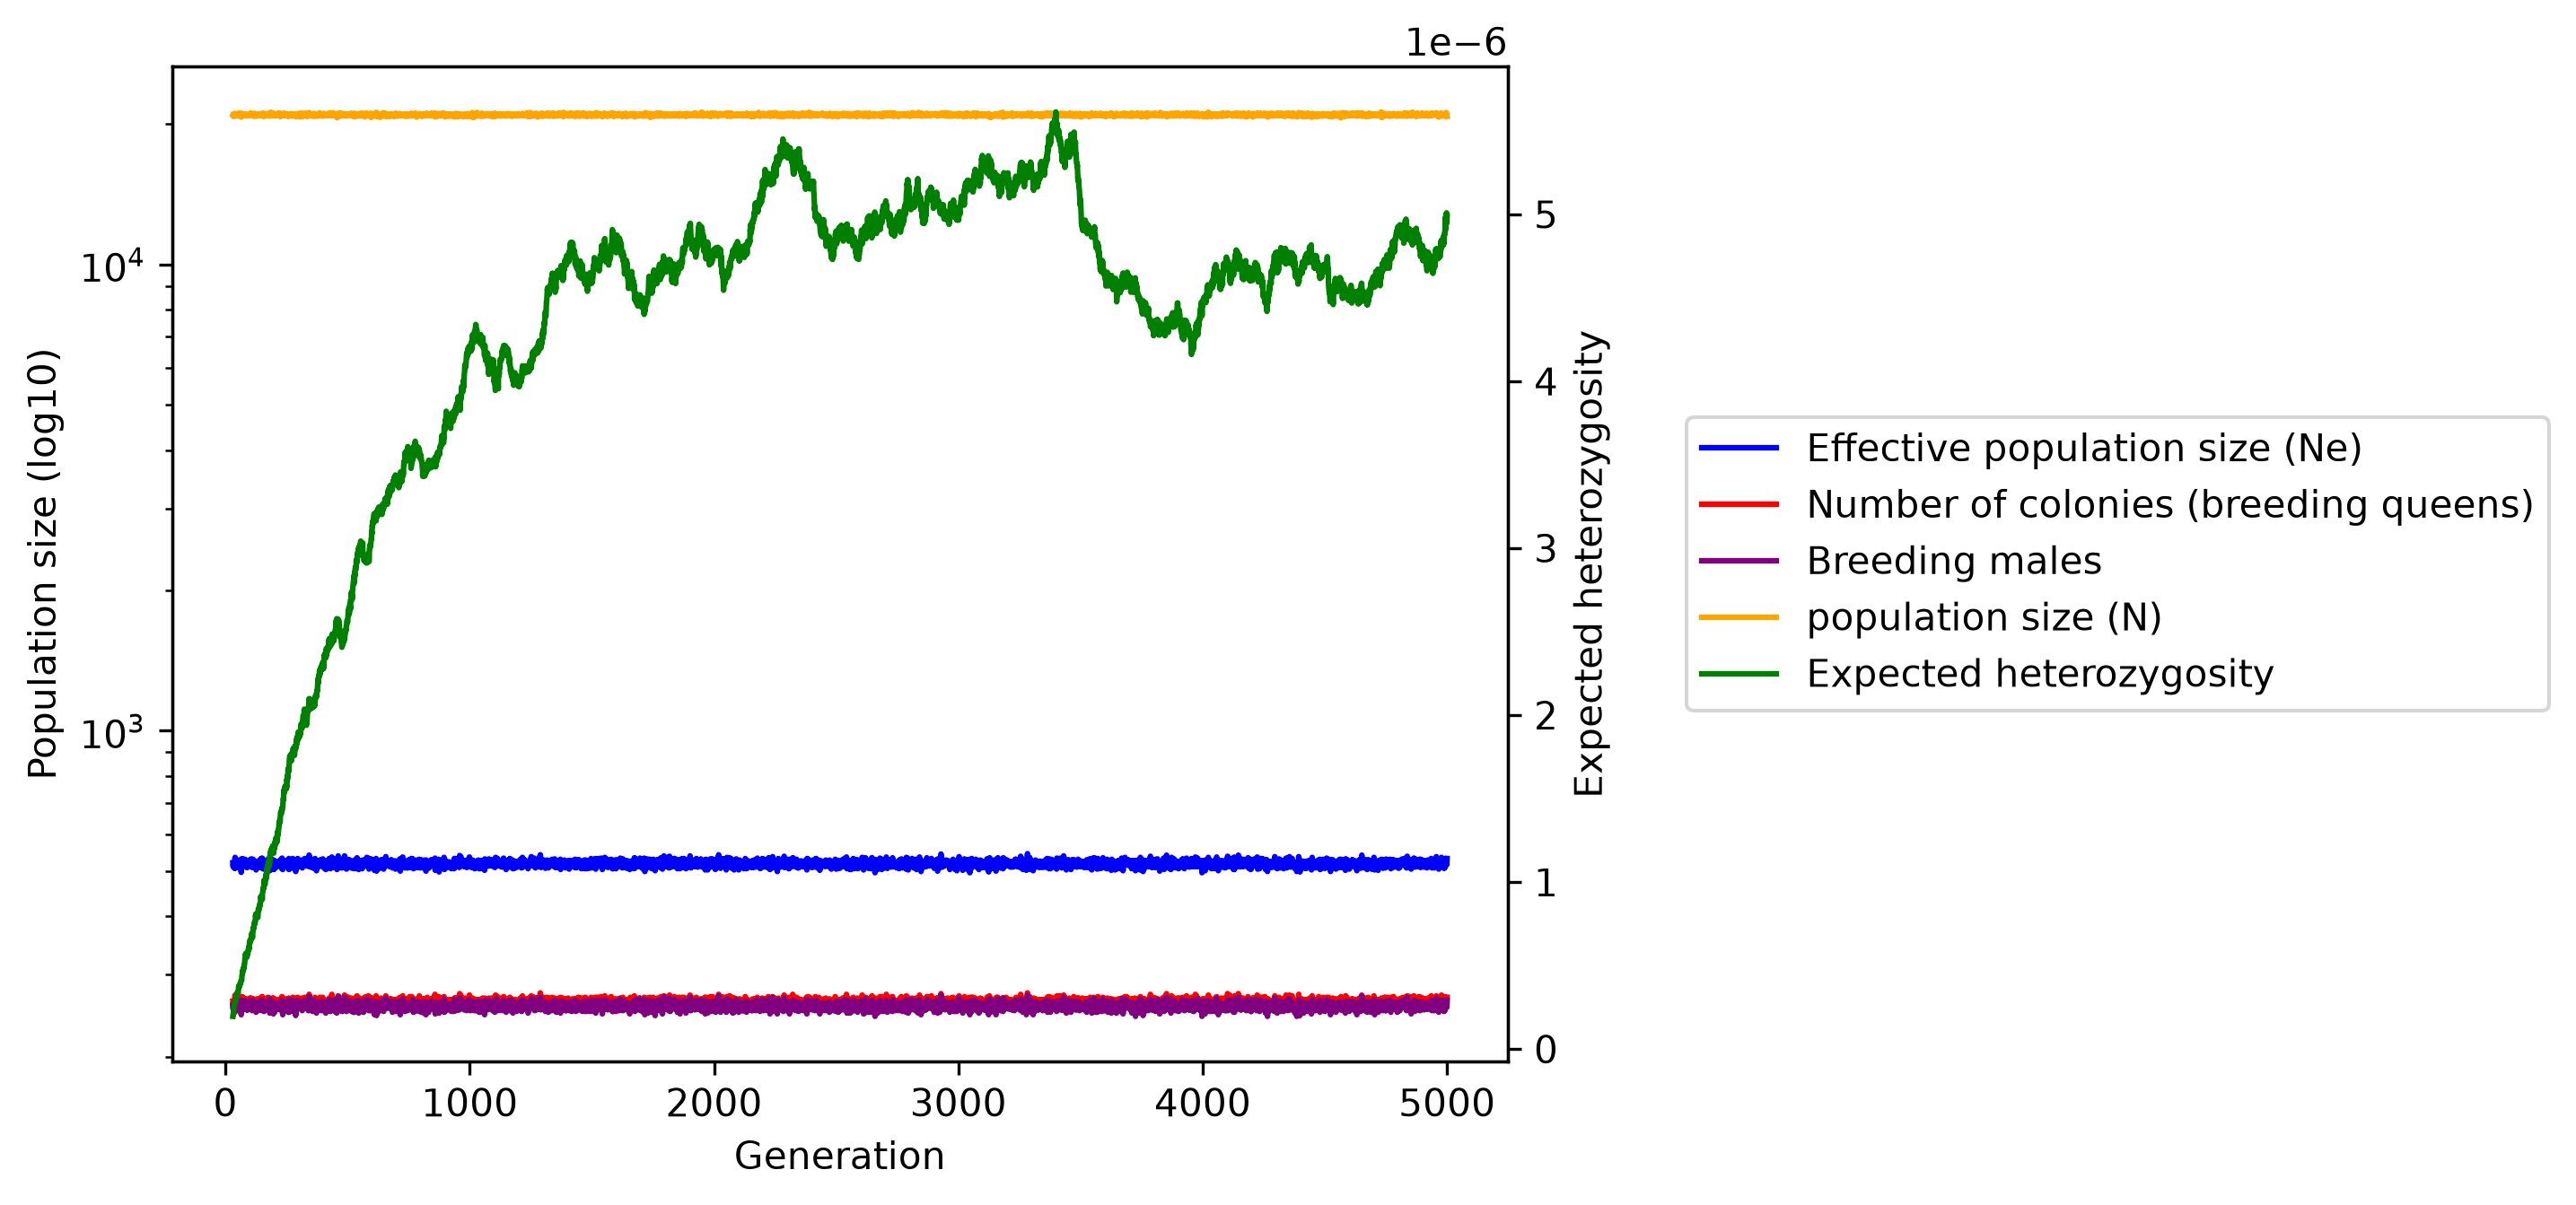 1e−6
10⁴
10³
Population size (log10)
5
4
3
2
1
0
Expected heterozygosity
0 1000 2000 3000 4000 5000
Generation
Effective population size (Ne)
Number of colonies (breeding queens)
Breeding males
population size (N)
Expected heterozygosity